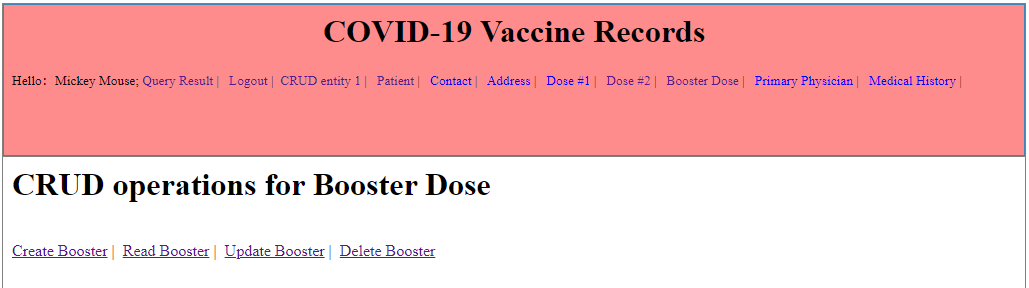 COVID-19 Vaccine Records
Hello： Mickey Mouse; Query Result | Logout | CRUD entity 1 | Patient | Contact | Address | Dose #1 | Dose #2 | Booster Dose | Primary Physician | Medical History |
CRUD operations for Booster Dose
Create Booster | Read Booster | Update Booster | Delete Booster